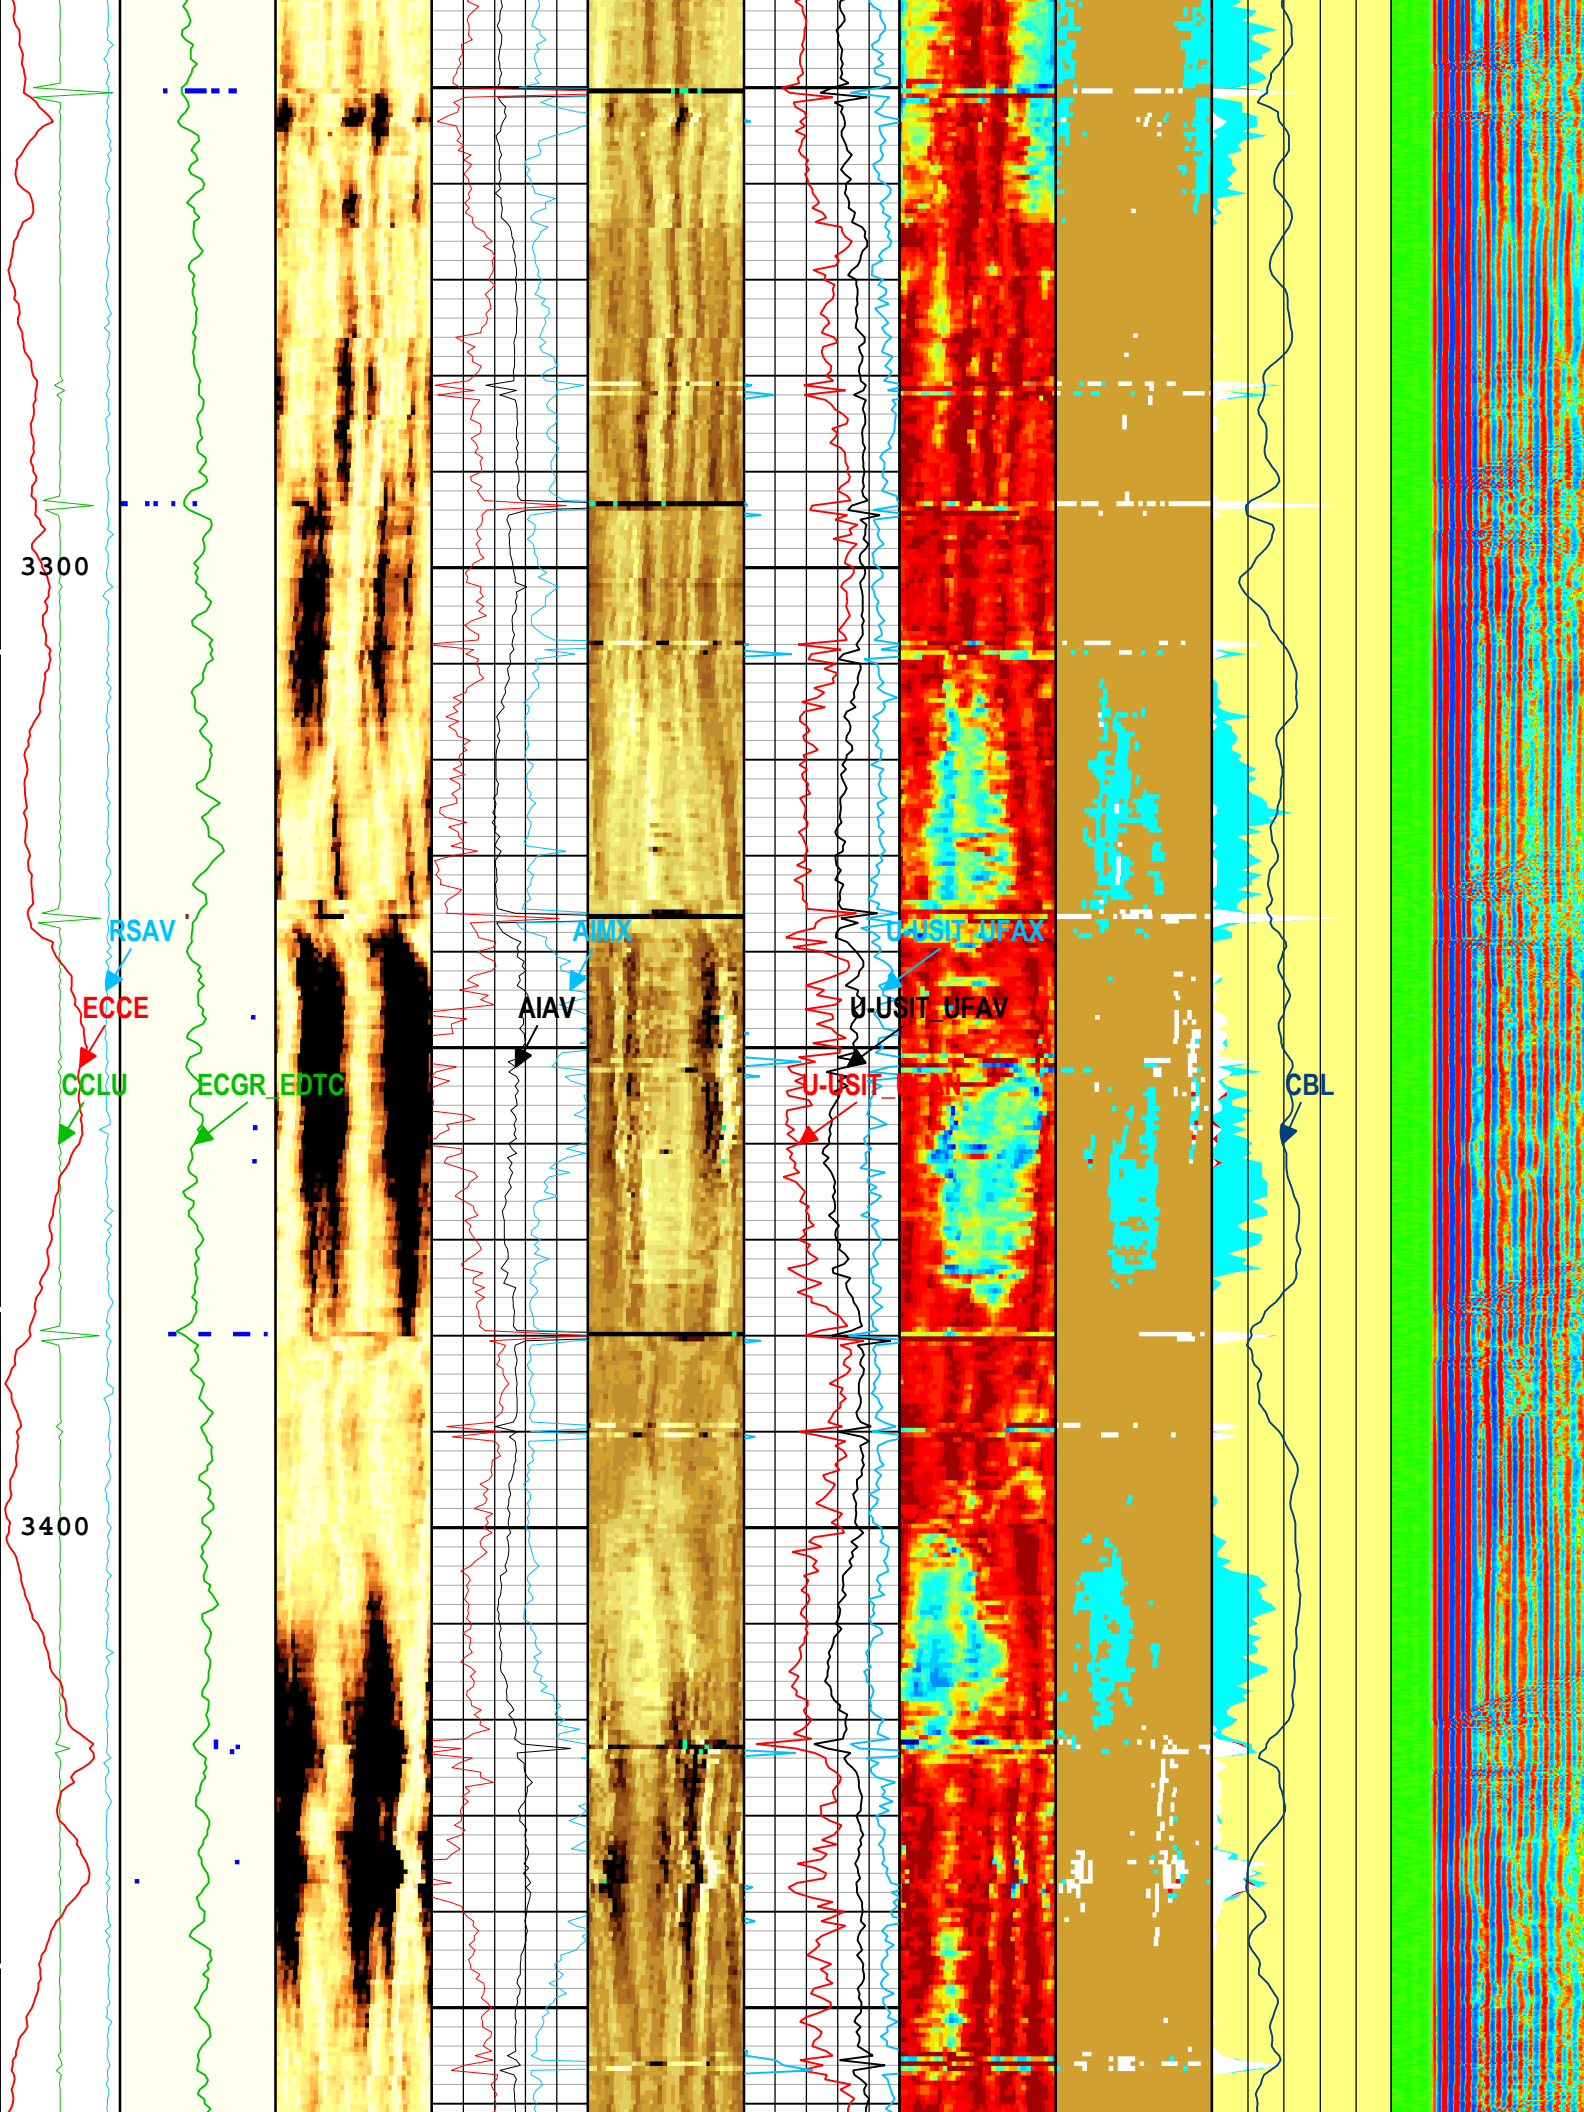 3300
RSAV
AIMX
U-USIT_UFAX
ECCE
AIAV
U-USIT_UFAV
CCLU
ECGR_EDTC
CBL
3400